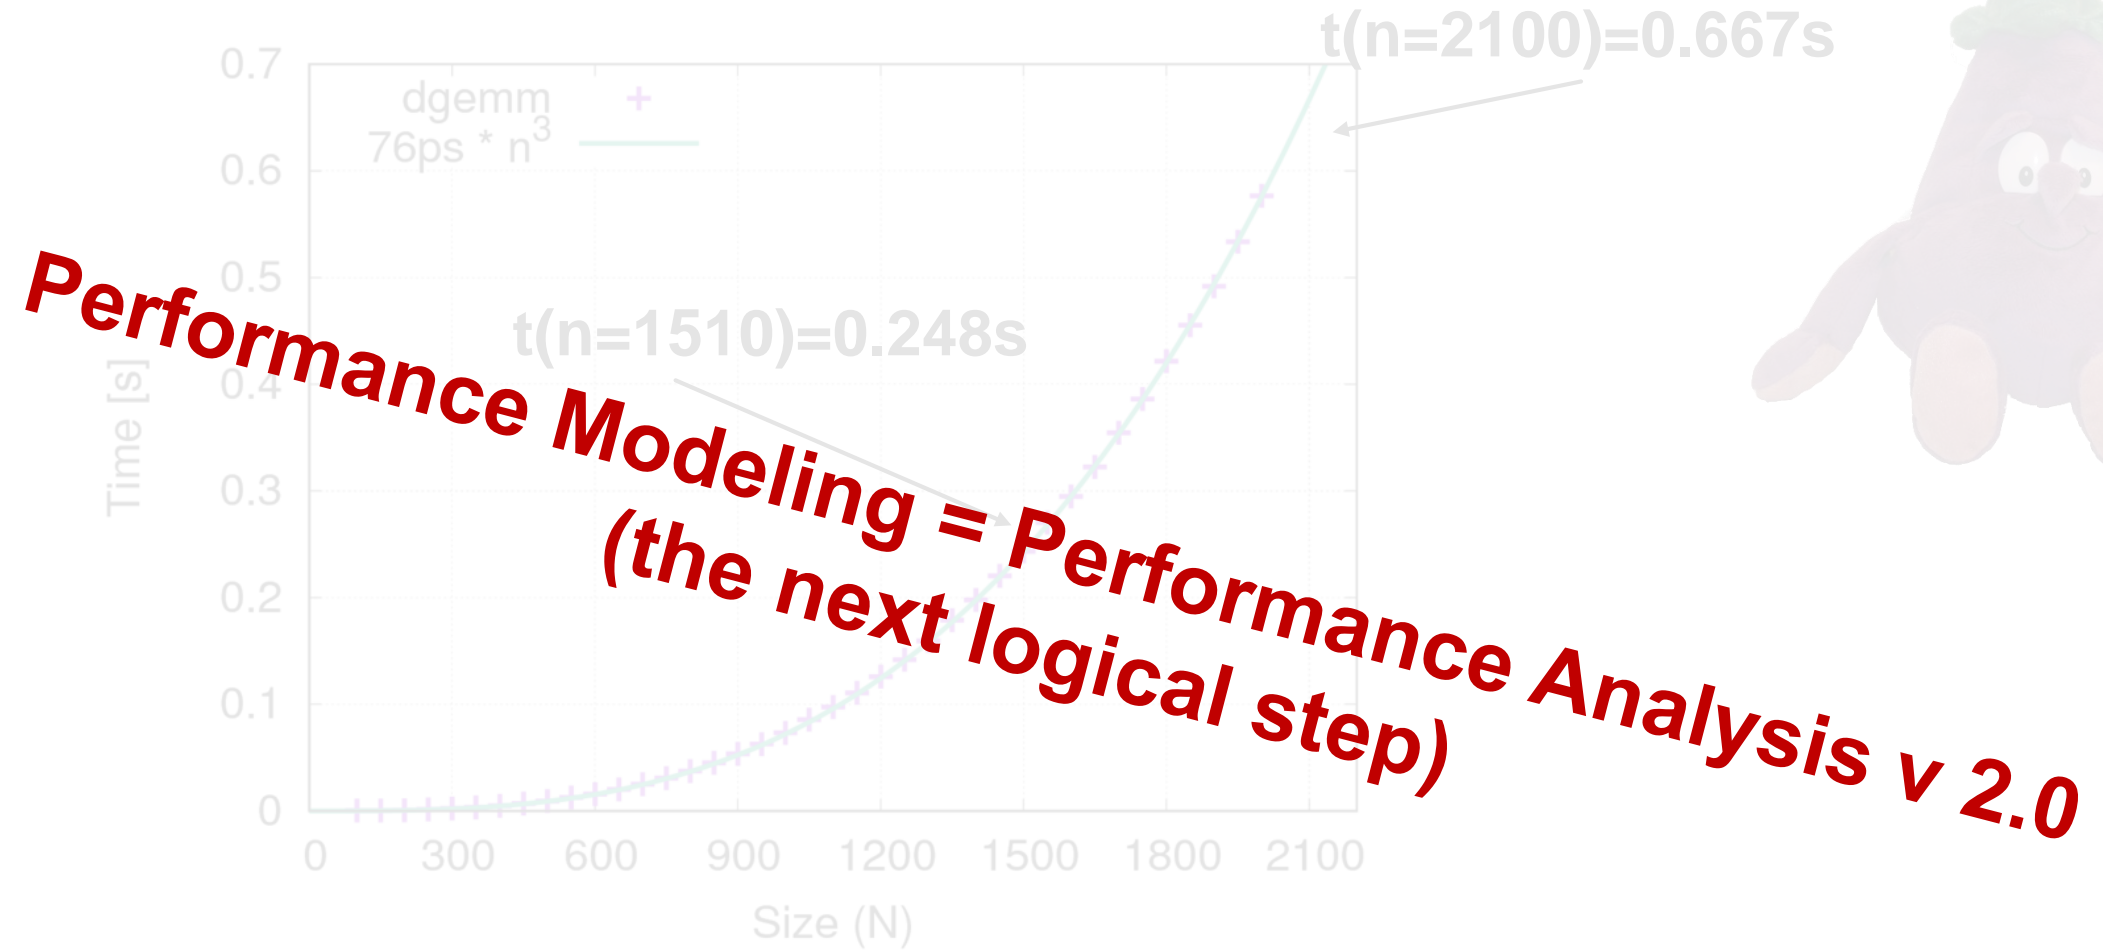 t(n=2100)=0.667s
0.7
dgemm
76ps * n³
0.6
0.5
t(n=1510)=0.248s
0.4
Time [s]
0.3
0.2
0.1
0
Performance Modeling = Performance Analysis v 2.0
(the next logical step)
0 300 600 900 1200 1500 1800 2100
Size (N)